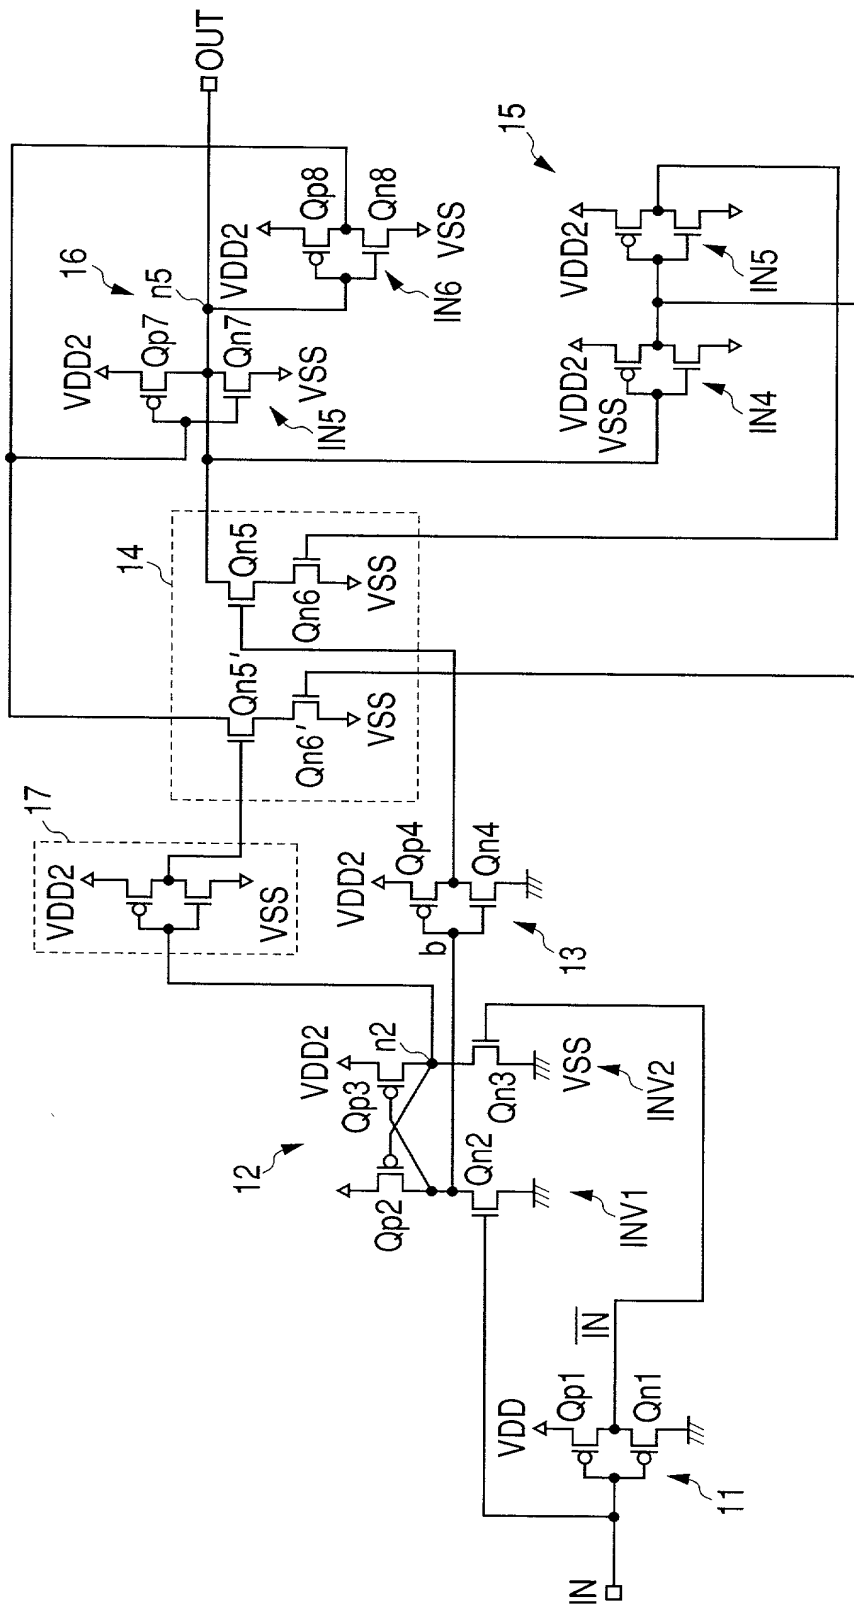 IN
11
VDD
Qp1
Qn1
IN
12
Qp2
Qp3
VDD2
n2
Qn2
Qn3
VSS
INV1
INV2
17
VDD2
VSS
VDD2
Qp4
Qn4
b
13
14
Qn5′
Qn6′
VSS
Qn5
Qn6
VSS
16
n5
VDD2
Qp7
Qn7
VSS
IN5
VDD2
Qp8
Qn8
VSS
IN6
OUT
15
VDD2
VSS
IN4
VDD2
IN5